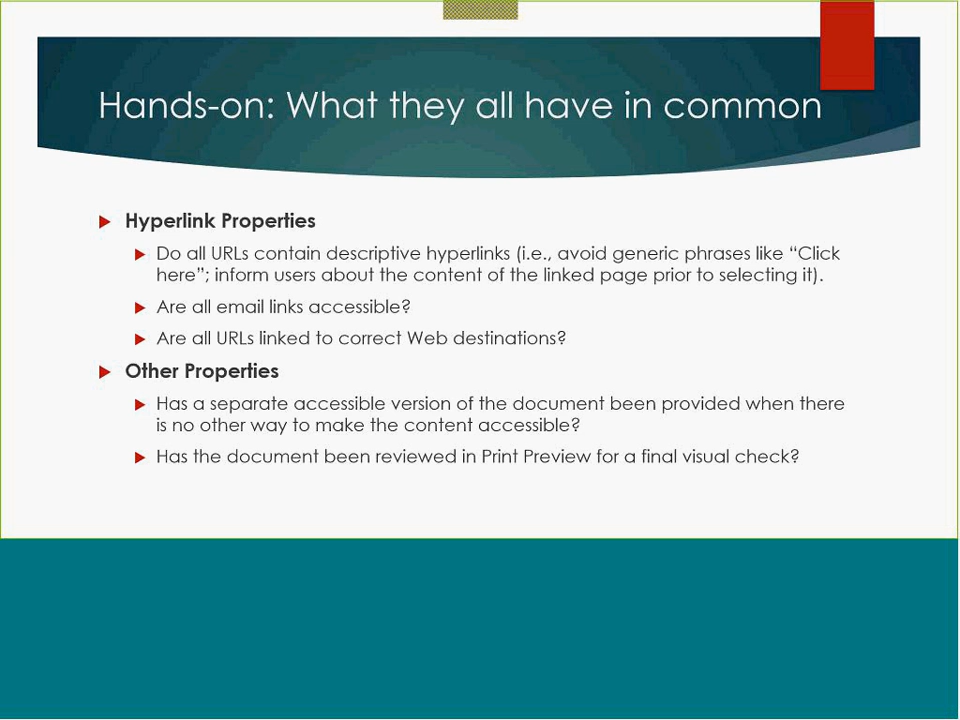 Hands-on: What they all have in common
Hyperlink Properties
Do all URLs contain descriptive hyperlinks (i.e., avoid generic phrases like “Click
here”; inform users about the content of the linked page prior to selecting it).
Are all email links accessible?
Are all URLs linked to correct Web destinations?
Other Properties
Has a separate accessible version of the document been provided when there
is no other way to make the content accessible?
Has the document been reviewed in Print Preview for a final visual check?